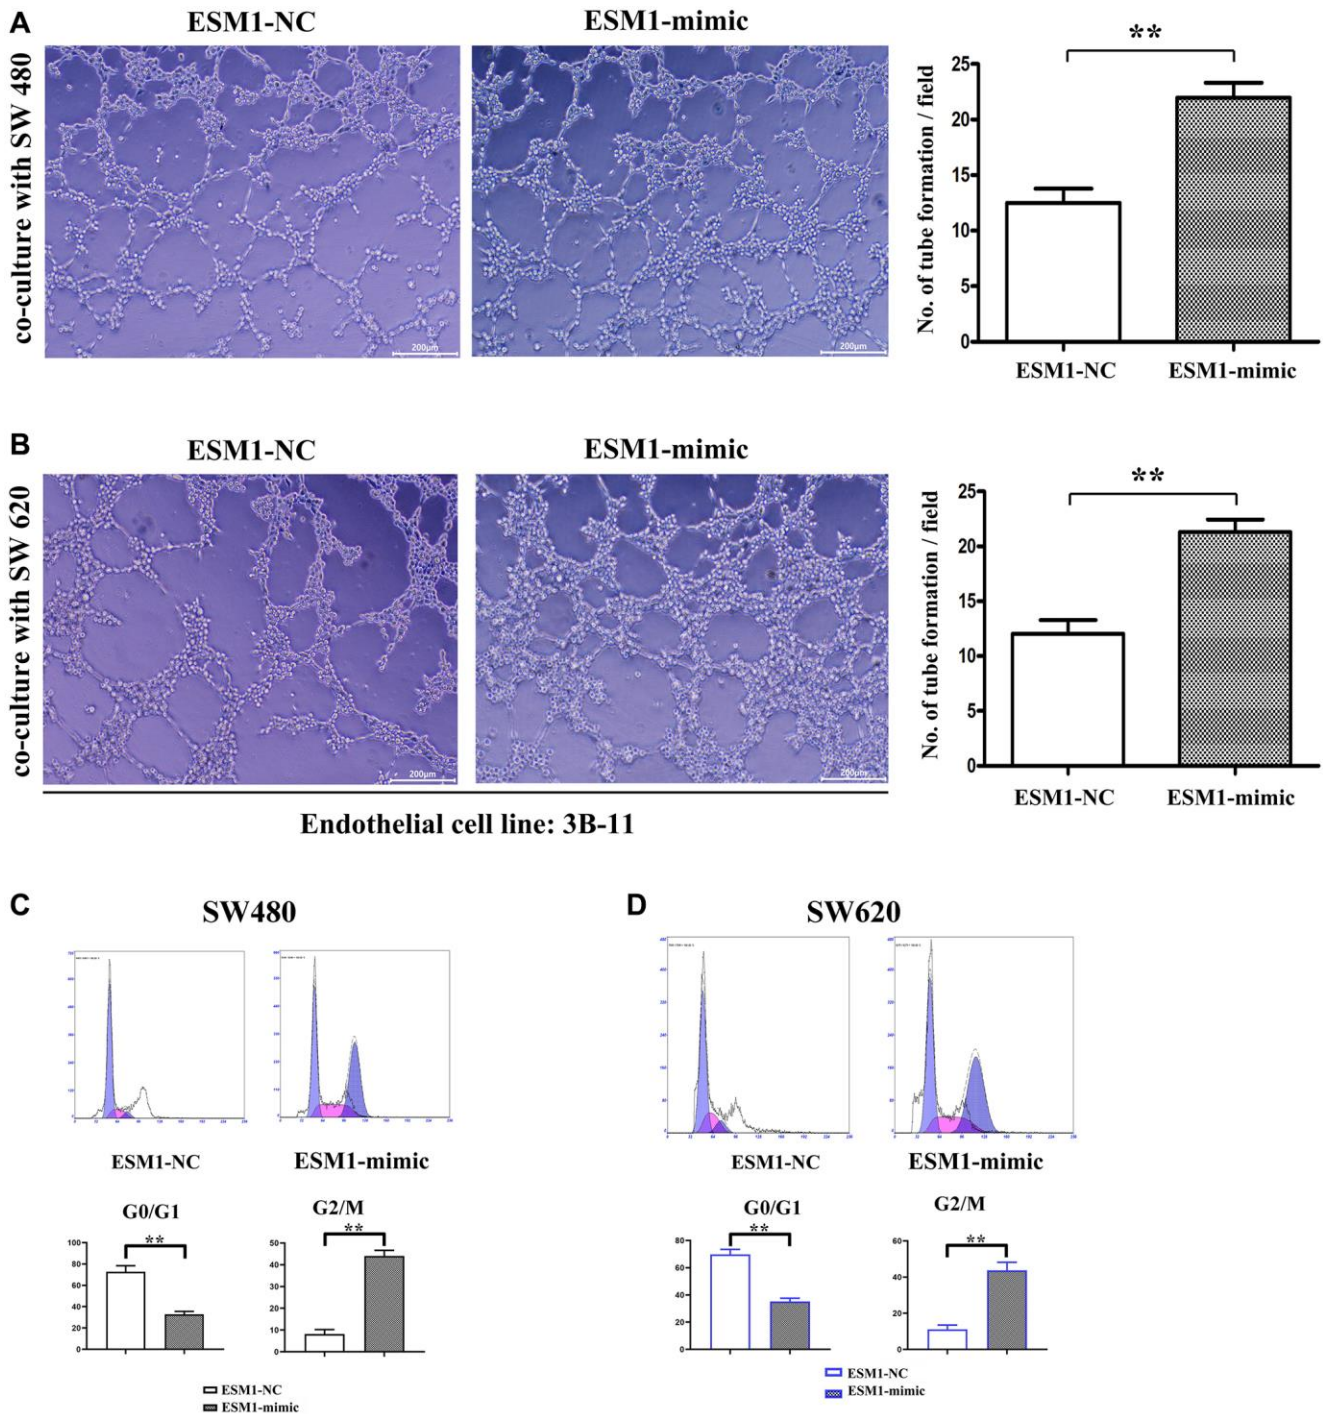 A
ESM1-NC
ESM1-mimic
co-culture with SW 480
200μm
200μm
**
No. of tube formation / field
25
20
15
10
5
0
ESM1-NC
ESM1-mimic
B
ESM1-NC
ESM1-mimic
co-culture with SW 620
200μm
200μm
**
No. of tube formation / field
25
20
15
10
5
0
ESM1-NC
ESM1-mimic
Endothelial cell line: 3B-11
C
SW480
ESM1-NC
ESM1-mimic
G0/G1
**
100
80
60
40
20
0
G2/M
**
50
40
30
20
10
0
ESM1-NC
ESM1-mimic
D
SW620
ESM1-NC
ESM1-mimic
G0/G1
**
80
60
40
20
0
G2/M
**
60
40
20
0
ESM1-NC
ESM1-mimic